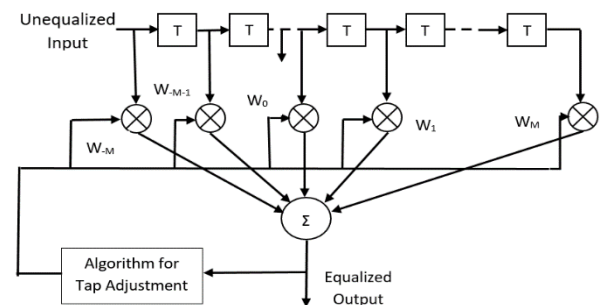 Unequalized
Input
T
T
T
T
T
W-M-1
W0
W-M
W1
WM
Σ
Algorithm for
Tap Adjustment
Equalized
Output